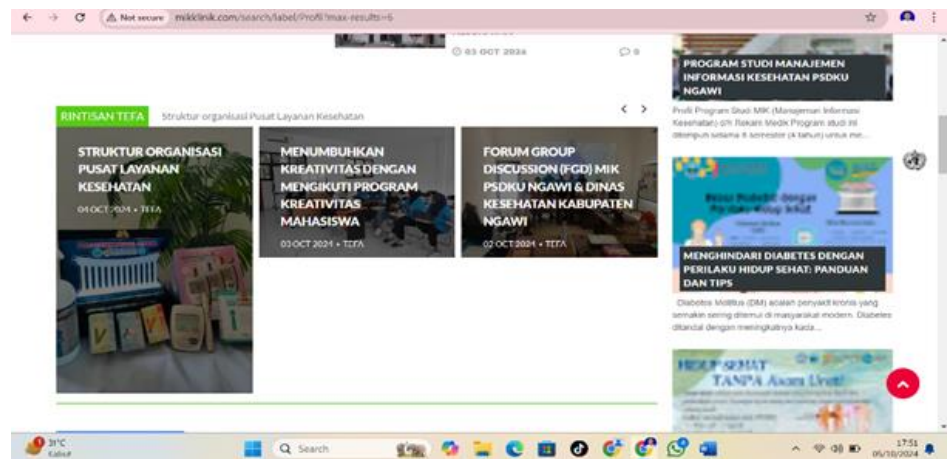 Not secure
mikklinik.com/search/label/Profil?max-results=6
03 OCT 2024
0
RINTISAN TEFA
Struktur organisasi Pusat Layanan Kesehatan
STRUKTUR ORGANISASI
PUSAT LAYANAN
KESEHATAN
04 OCT 2024 • TEFA
MENUMBUHKAN
KREATIVITAS DENGAN
MENGIKUTI PROGRAM
KREATIVITAS
MAHASISWA
03 OCT 2024 • TEFA
FORUM GROUP
DISCUSSION (FGD) MIK
PSDKU NGAWI & DINAS
KESEHATAN KABUPATEN
NGAWI
02 OCT 2024 • TEFA
PROGRAM STUDI MANAJEMEN
INFORMASI KESEHATAN PSDKU
NGAWI
Profil Program Studi MIK (Manajemen Informasi
Kesehatan) d/h Rekam Medik Program studi ini
ditempuh selama 8 semester (4 tahun) untuk me...
MENGHINDARI DIABETES DENGAN
PERILAKU HIDUP SEHAT: PANDUAN
DAN TIPS
Diabetes Mellitus (DM) adalah penyakit kronis yang
semakin sering ditemui di masyarakat modern. Diabetes
ditandai dengan meningkatnya kada...
HIDUP SEHAT
TANPA Asam Urat!
31°C
Kabut
Search
17:51
05/10/2024